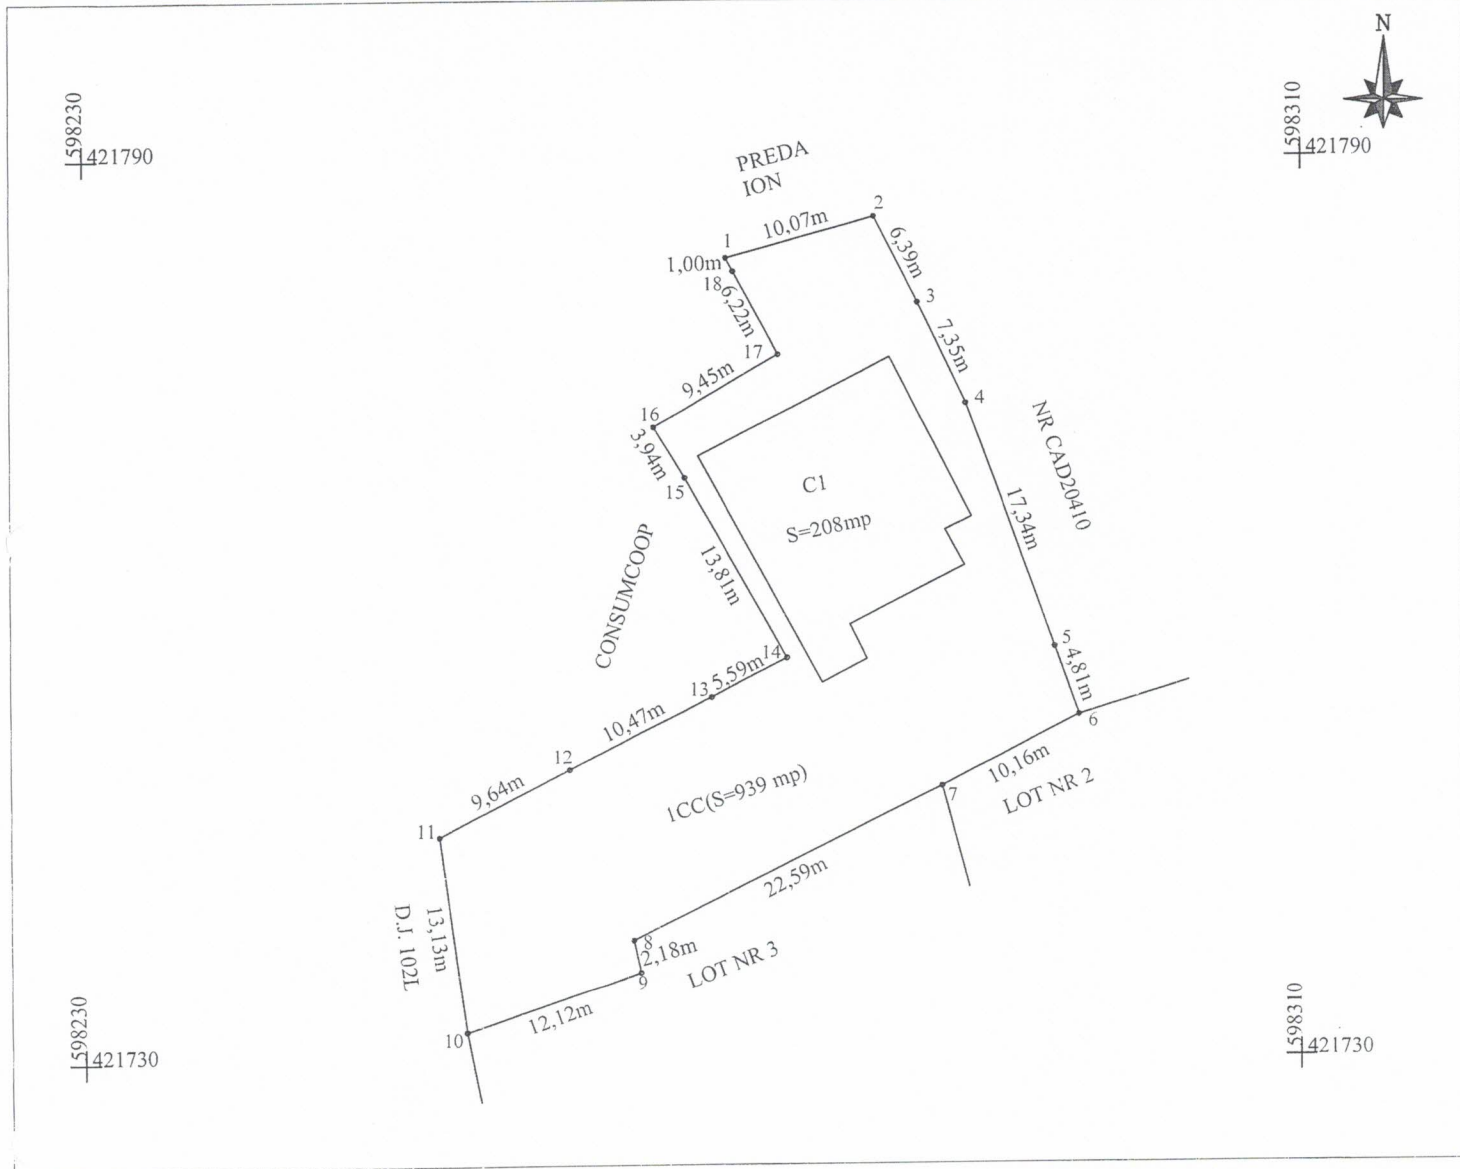 N
598230
421790
598310
421790
PREDA
ION
1
10,07m
2
1,00m
18
6,22m
6,39m
3
17
7,35m
9,45m
4
16
3,94m
15
NR CAD20410
C1
S=208mp
17,34m
CONSUMCOOP
13,81m
5
14
4,81m
5,59m
13
6
10,47m
12
10,16m
7
LOT NR 2
9,64m
1CC(S=939 mp)
11
22,59m
D.J. 102L
13,13m
8
2,18m
9
LOT NR 3
12,12m
10
598230
421730
598310
421730